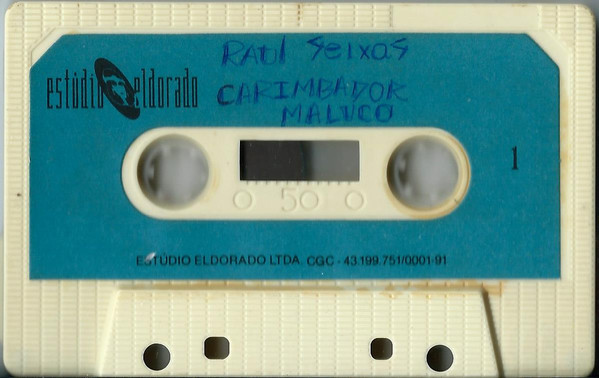 Raul Seixas
CARIMBADOR
MALUCO
estúdio eldorado
1
50
ESTÚDIO ELDORADO LTDA. CGC - 43.199.751/0001-91